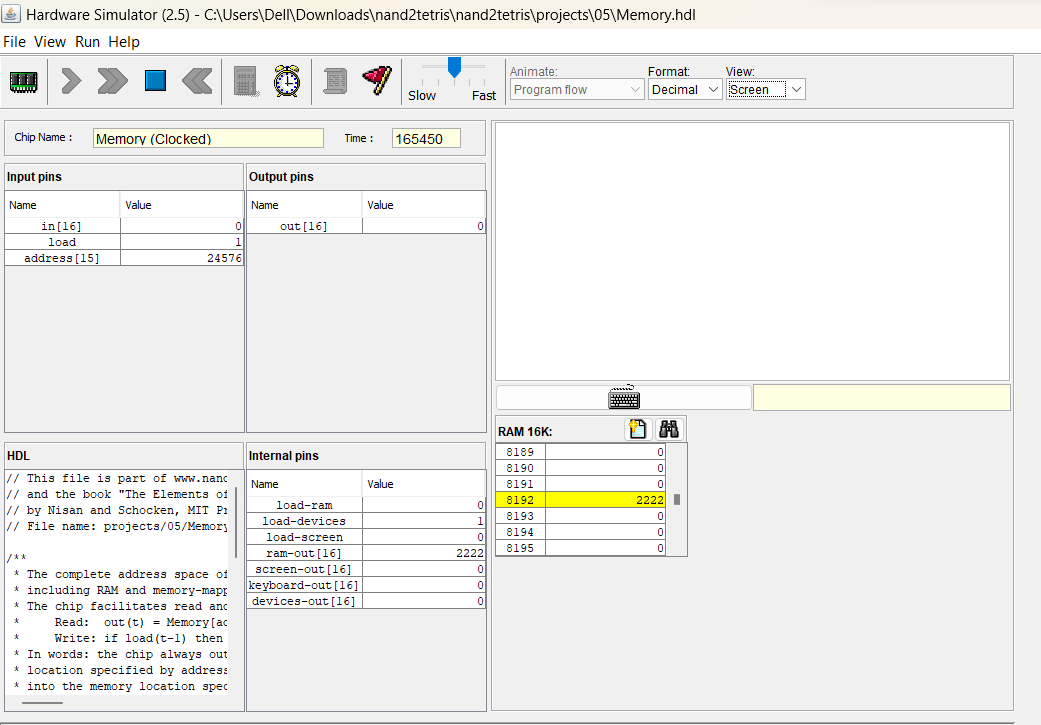 Hardware Simulator (2.5) - C:\Users\Dell\Downloads\nand2tetris\nand2tetris\projects\05\Memory.hdl
File View Run Help
Slow Fast
Animate: Format: View:
Program flow Decimal Screen
Chip Name : Memory (Clocked) Time : 165450
Input pins
Name Value
in[16] 0
load 1
address[15] 24576
Output pins
Name Value
out[16] 0
HDL
// This file is part of www.nand
// and the book "The Elements of
// by Nisan and Schocken, MIT Pr
// File name: projects/05/Memory
/**
* The complete address space of
* including RAM and memory-mapp
* The chip facilitates read and
* Read: out(t) = Memory[ad
* Write: if load(t-1) then
* In words: the chip always out
* location specified by address
* into the memory location spec
Internal pins
Name Value
load-ram 0
load-devices 1
load-screen 0
ram-out[16] 2222
screen-out[16] 0
keyboard-out[16] 0
devices-out[16] 0
RAM 16K:
8189 0
8190 0
8191 0
8192 2222
8193 0
8194 0
8195 0